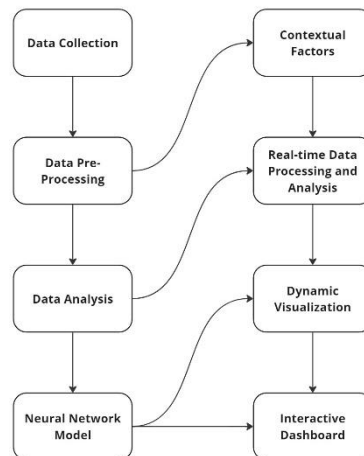 Data Collection
Contextual
Factors
Data Pre-
Processing
Real-time Data
Processing and
Analysis
Data Analysis
Dynamic
Visualization
Neural Network
Model
Interactive
Dashboard